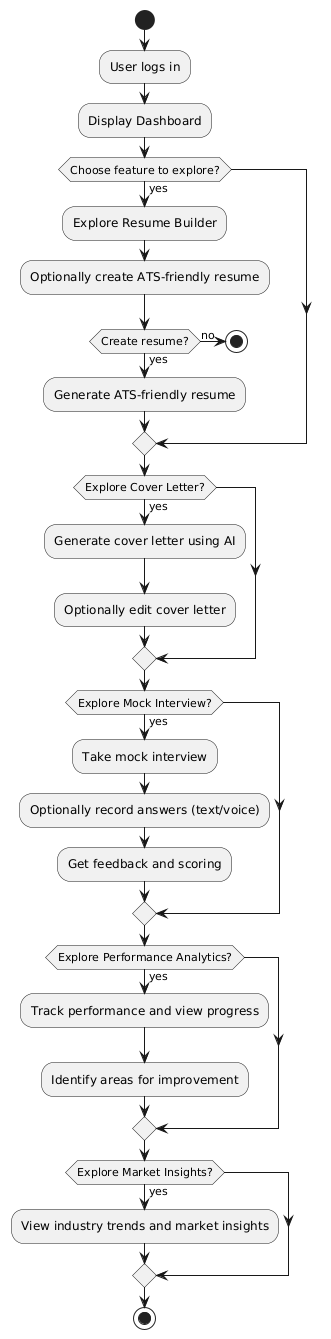 User logs in
Display Dashboard
Choose feature to explore?
yes
Explore Resume Builder
Optionally create ATS-friendly resume
Create resume?
no
yes
Generate ATS-friendly resume
Explore Cover Letter?
yes
Generate cover letter using AI
Optionally edit cover letter
Explore Mock Interview?
yes
Take mock interview
Optionally record answers (text/voice)
Get feedback and scoring
Explore Performance Analytics?
yes
Track performance and view progress
Identify areas for improvement
Explore Market Insights?
yes
View industry trends and market insights